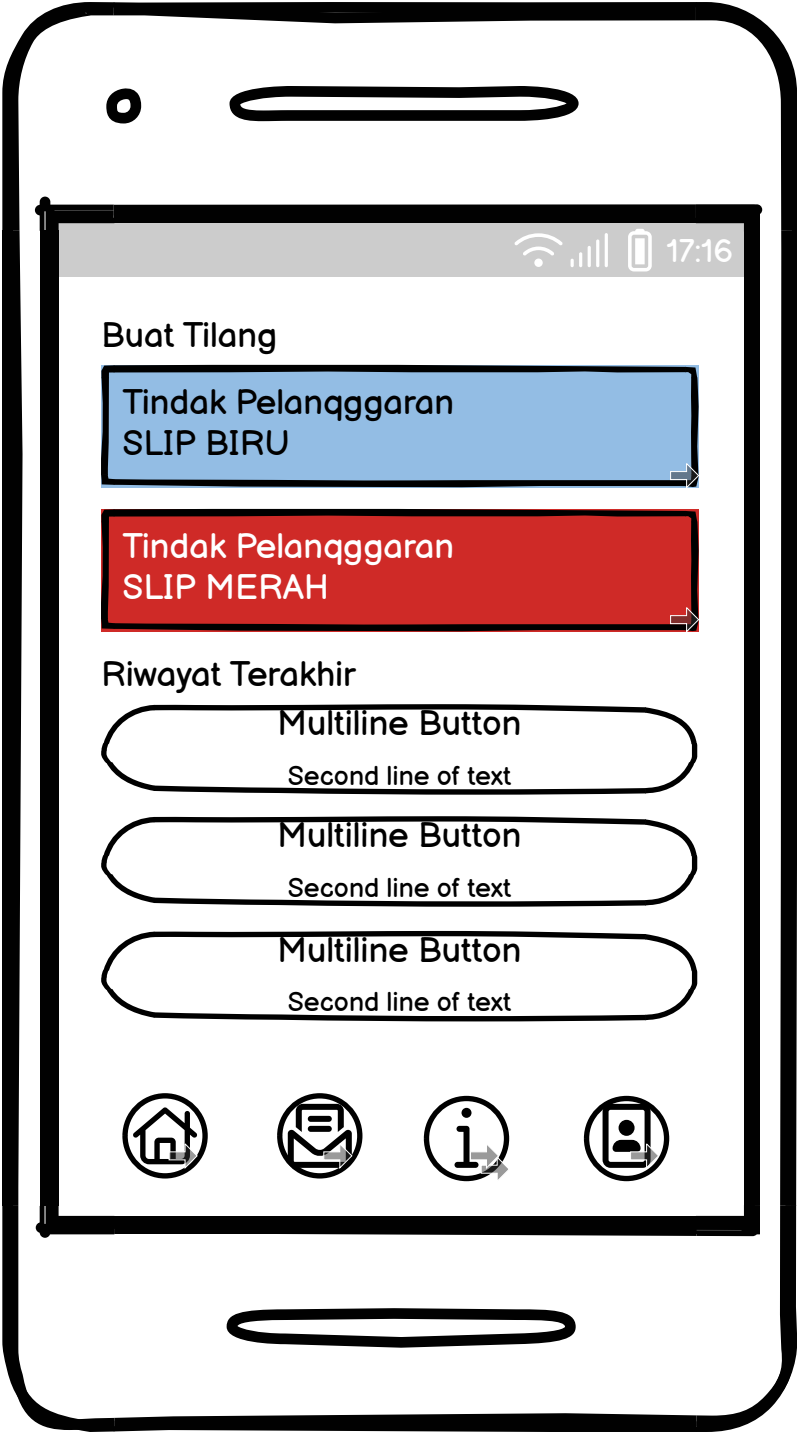 17:16
Buat Tilang
Tindak Pelanqggaran
SLIP BIRU
Tindak Pelanqggaran
SLIP MERAH
Riwayat Terakhir
Multiline Button
Second line of text
Multiline Button
Second line of text
Multiline Button
Second line of text